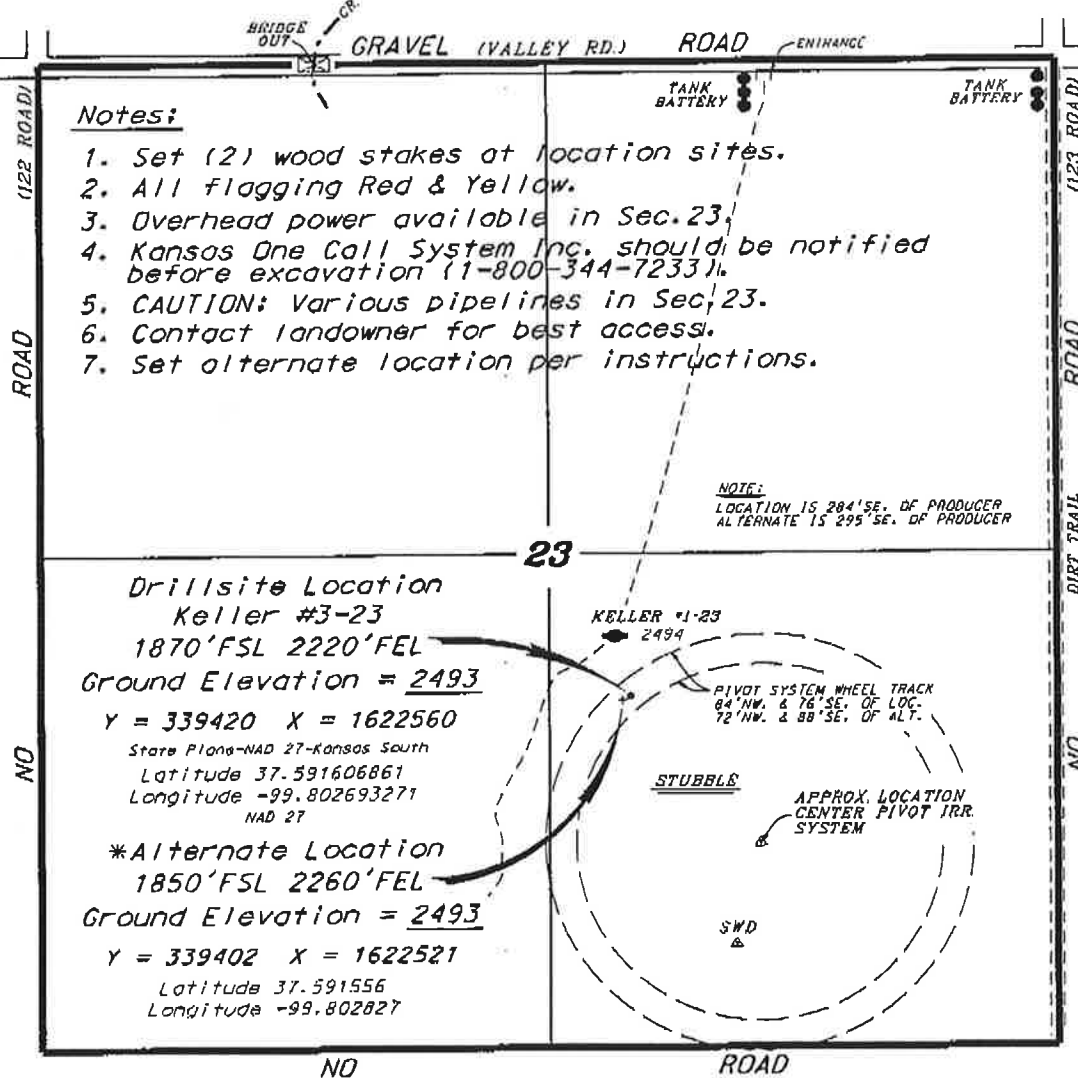 BRIDGE
OUT
CR.
GRAVEL (VALLEY RD.) ROAD
ENTRANCE
TANK
BATTERY
TANK
BATTERY
(122 ROAD)
(123 ROAD)
Notes:
1. Set (2) wood stakes at location sites.
2. All flagging Red & Yellow.
3. Overhead power available in Sec. 23.
4. Kansas One Call System Inc. should be notified
before excavation (1-800-344-7233).
5. CAUTION: Various pipelines in Sec. 23.
6. Contact landowner for best access.
7. Set alternate location per instructions.
ROAD
ROAD
NOTE:
LOCATION IS 284'SE. OF PRODUCER
ALTERNATE IS 295'SE. OF PRODUCER
DIRT TRAIL
23
Drillsite Location
Keller #3-23
1870'FSL 2220'FEL
Ground Elevation = 2493
Y = 339420 X = 1622560
State Plane-NAD 27-Kansas South
Latitude 37.591606861
Longitude -99.802693271
NAD 27
*Alternate Location
1850'FSL 2260'FEL
Ground Elevation = 2493
Y = 339402 X = 1622521
Latitude 37.591556
Longitude -99.802827
KELLER #1-23
2494
PIVOT SYSTEM WHEEL TRACK
84'NW. & 76'SE. OF LOC.
72'NW. & 88'SE. OF ALT.
STUBBLE
APPROX. LOCATION
CENTER PIVOT IRR.
SYSTEM
SWD
NO
NO
NO
ROAD